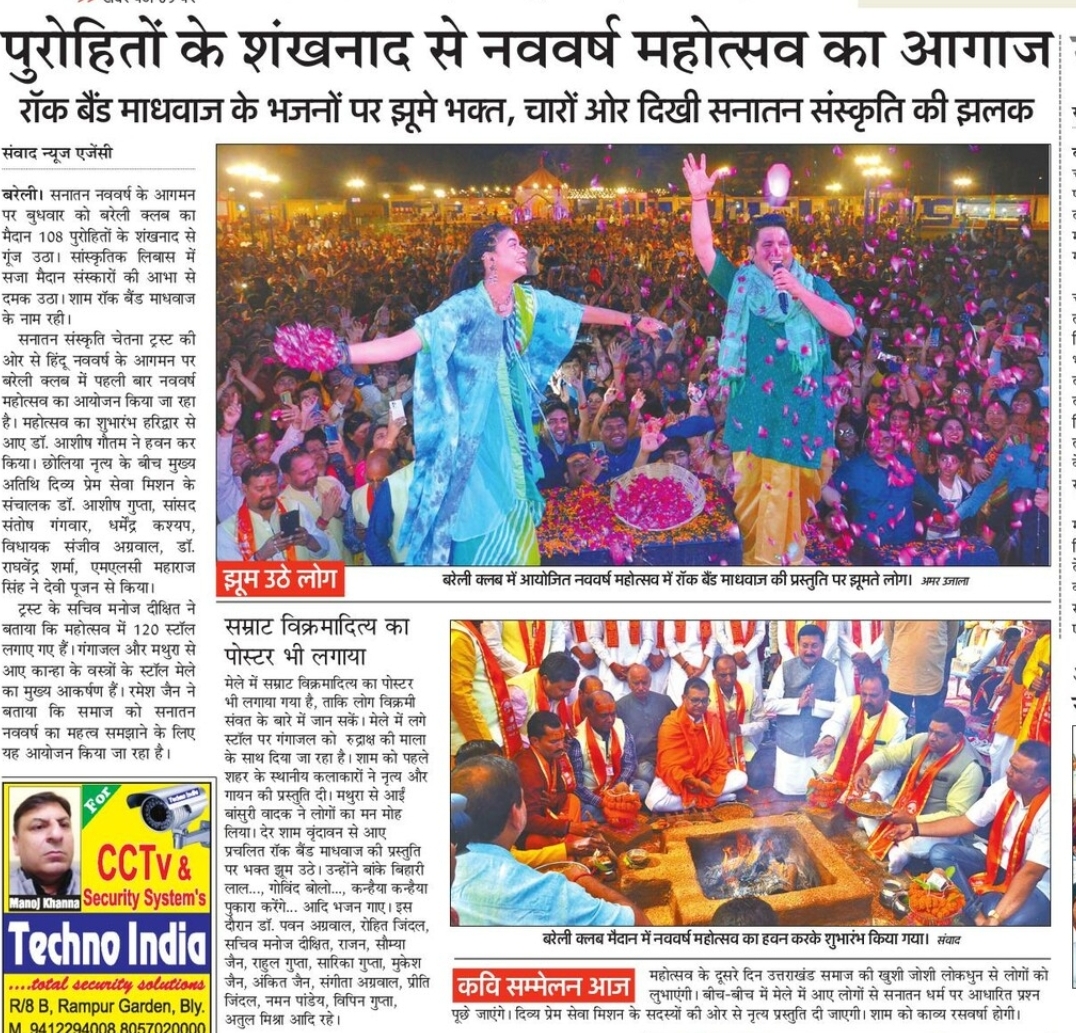 पुरोहितों के शंखनाद से नववर्ष महोत्सव का आगाज
रॉक बैंड माधवाज के भजनों पर झूमे भक्त, चारों ओर दिखी सनातन संस्कृति की झलक
संवाद न्यूज एजेंसी
बरेली। सनातन नववर्ष के आगमन
पर बुधवार को बरेली क्लब का
मैदान 108 पुरोहितों के शंखनाद से
गूंज उठा। सांस्कृतिक लिबास में
सजा मैदान संस्कारों की आभा से
दमक उठा। शाम रॉक बैंड माधवाज
के नाम रही।
सनातन संस्कृति चेतना ट्रस्ट की
ओर से हिंदू नववर्ष के आगमन पर
बरेली क्लब में पहली बार नववर्ष
महोत्सव का आयोजन किया जा रहा
है। महोत्सव का शुभारंभ हरिद्वार से
आए डॉ. आशीष गौतम ने हवन कर
किया। छोलिया नृत्य के बीच मुख्य
अतिथि दिव्य प्रेम सेवा मिशन के
संचालक डॉ. आशीष गुप्ता, सांसद
संतोष गंगवार, धर्मेंद्र कश्यप,
विधायक संजीव अग्रवाल, डॉ.
राघवेंद्र शर्मा, एमएलसी महाराज
सिंह ने देवी पूजन से किया।
ट्रस्ट के सचिव मनोज दीक्षित ने
बताया कि महोत्सव में 120 स्टॉल
लगाए गए हैं। गंगाजल और मथुरा से
आए कान्हा के वस्त्रों के स्टॉल मेले
का मुख्य आकर्षण हैं। रमेश जैन ने
बताया कि समाज को सनातन
नववर्ष का महत्व समझाने के लिए
यह आयोजन किया जा रहा है।
झूम उठे लोग
बरेली क्लब में आयोजित नववर्ष महोत्सव में रॉक बैंड माधवाज की प्रस्तुति पर झूमते लोग। अमर उजाला
सम्राट विक्रमादित्य का
पोस्टर भी लगाया
मेले में सम्राट विक्रमादित्य का पोस्टर
भी लगाया गया है, ताकि लोग विक्रमी
संवत के बारे में जान सकें। मेले में लगे
स्टॉल पर गंगाजल को रुद्राक्ष की माला
के साथ दिया जा रहा है। शाम को पहले
शहर के स्थानीय कलाकारों ने नृत्य और
गायन की प्रस्तुति दी। मथुरा से आईं
बांसुरी वादक ने लोगों का मन मोह
लिया। देर शाम वृंदावन से आए
प्रचलित रॉक बैंड माधवाज की प्रस्तुति
पर भक्त झूम उठे। उन्होंने बांके बिहारी
लाल..., गोविंद बोलो..., कन्हैया कन्हैया
पुकारा करेंगे... आदि भजन गाए। इस
दौरान डॉ. पवन अग्रवाल, रोहित जिंदल,
सचिव मनोज दीक्षित, राजन, सौम्या
जैन, राहुल गुप्ता, सारिका गुप्ता, मुकेश
जैन, अंकित जैन, संगीता अग्रवाल, प्रीति
जिंदल, नमन पांडेय, विपिन गुप्ता,
अतुल मिश्रा आदि रहे।
बरेली क्लब मैदान में नववर्ष महोत्सव का हवन करके शुभारंभ किया गया। संवाद
कवि सम्मेलन आज
महोत्सव के दूसरे दिन उत्तराखंड समाज की खुशी जोशी लोकधुन से लोगों को
लुभाएंगी। बीच-बीच में मेले में आए लोगों से सनातन धर्म पर आधारित प्रश्न
पूछे जाएंगे। दिव्य प्रेम सेवा मिशन के सदस्यों की ओर से नृत्य प्रस्तुति दी जाएगी। शाम को काव्य रसवर्षा होगी।
For
Techno India
CCTv &
Security System's
Manoj Khanna
Techno India
....total security solutions
R/8 B, Rampur Garden, Bly.
M. 9412294008,8057020000